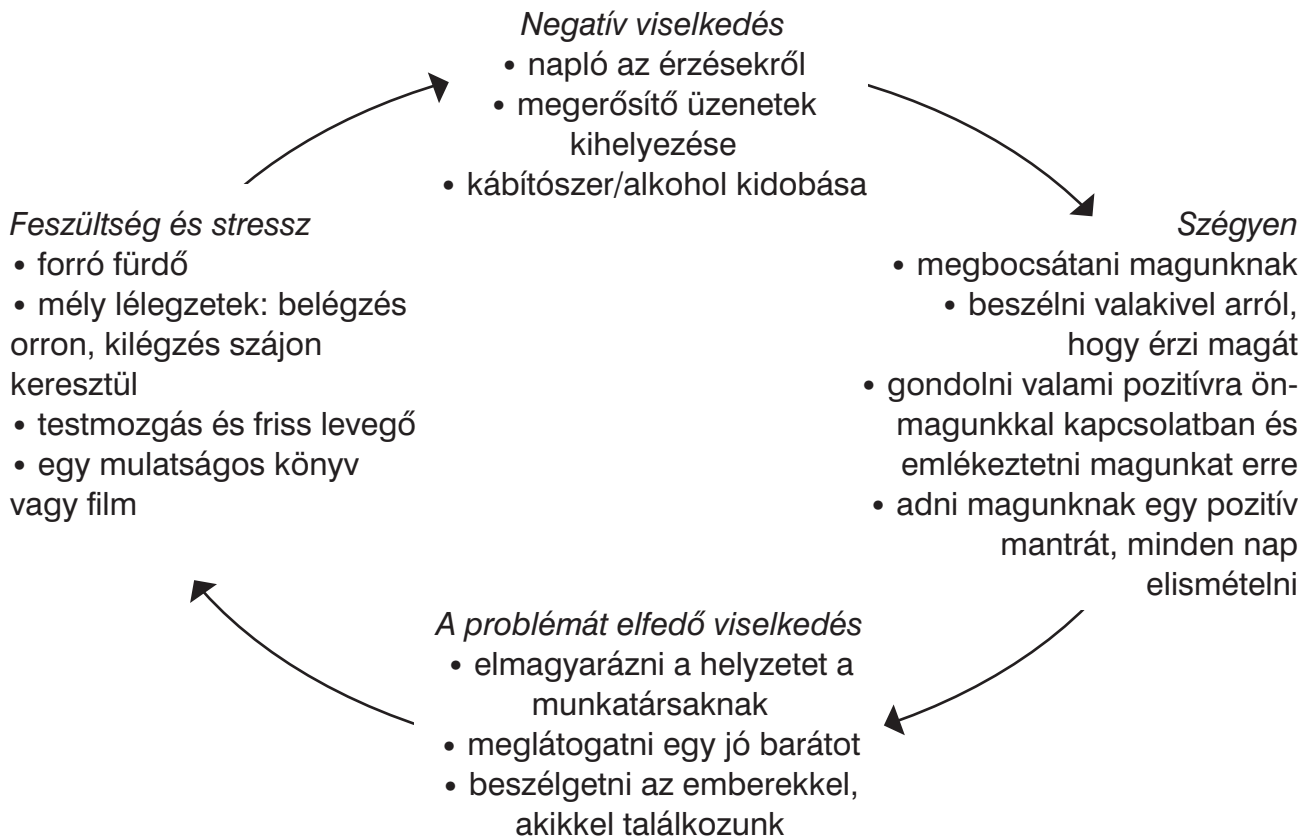 Negatív viselkedés
• napló az érzésekről
• megerősítő üzenetek
kihelyezése
• kábítószer/alkohol kidobása
Szégyen
• megbocsátani magunknak
• beszélni valakivel arról,
hogy érzi magát
• gondolni valami pozitívra ön-
magunkkal kapcsolatban és
emlékeztetni magunkat erre
• adni magunknak egy pozitív
mantrát, minden nap
elismételni
A problémát elfedő viselkedés
• elmagyarázni a helyzetet a
munkatársaknak
• meglátogatni egy jó barátot
• beszélgetni az emberekkel,
akikkel találkozunk
Feszültség és stressz
• forró fürdő
• mély lélegzetek: belégzés
orron, kilégzés szájon
keresztül
• testmozgás és friss levegő
• egy mulatságos könyv
vagy film